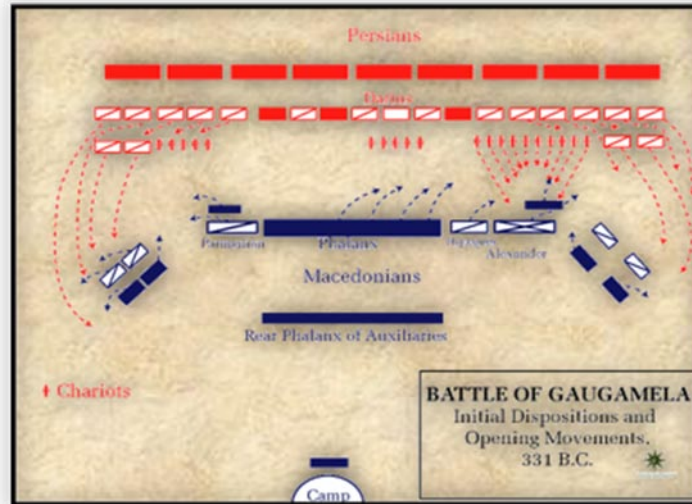 Persians
Darius
Parmenion
Phalanx
Alexander
Macedonians
Rear Phalanx of Auxiliaries
Chariots
BATTLE OF GAUGAMELA
Initial Dispositions and
Opening Movements,
331 B.C.
Camp